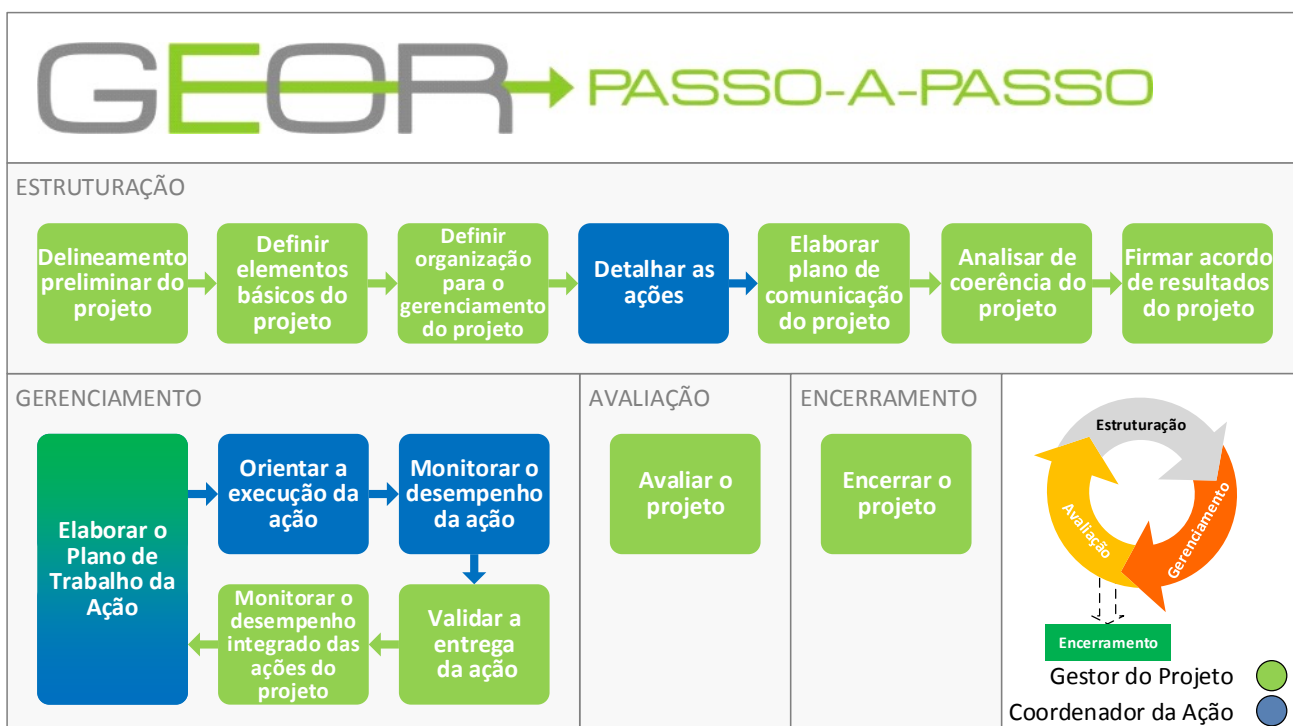 GEOR PASSO-A-PASSO
ESTRUTURAÇÃO
Delineamento
preliminar do
projeto
Definir
elementos
básicos do
projeto
Definir
organização
para o
gerenciamento
do projeto
Detalhar as
ações
Elaborar
plano de
comunicação
do projeto
Analisar de
coerência do
projeto
Firmar acordo
de resultados
do projeto
GERENCIAMENTO
Elaborar o
Plano de
Trabalho da
Ação
Orientar a
execução da
ação
Monitorar o
desempenho
da ação
Validar a
entrega
da ação
Monitorar o
desempenho
integrado das
ações do
projeto
AVALIAÇÃO
Avaliar o
projeto
ENCERRAMENTO
Encerrar o
projeto
Estruturação
Gerenciamento
Avaliação
Encerramento
Gestor do Projeto
Coordenador da Ação